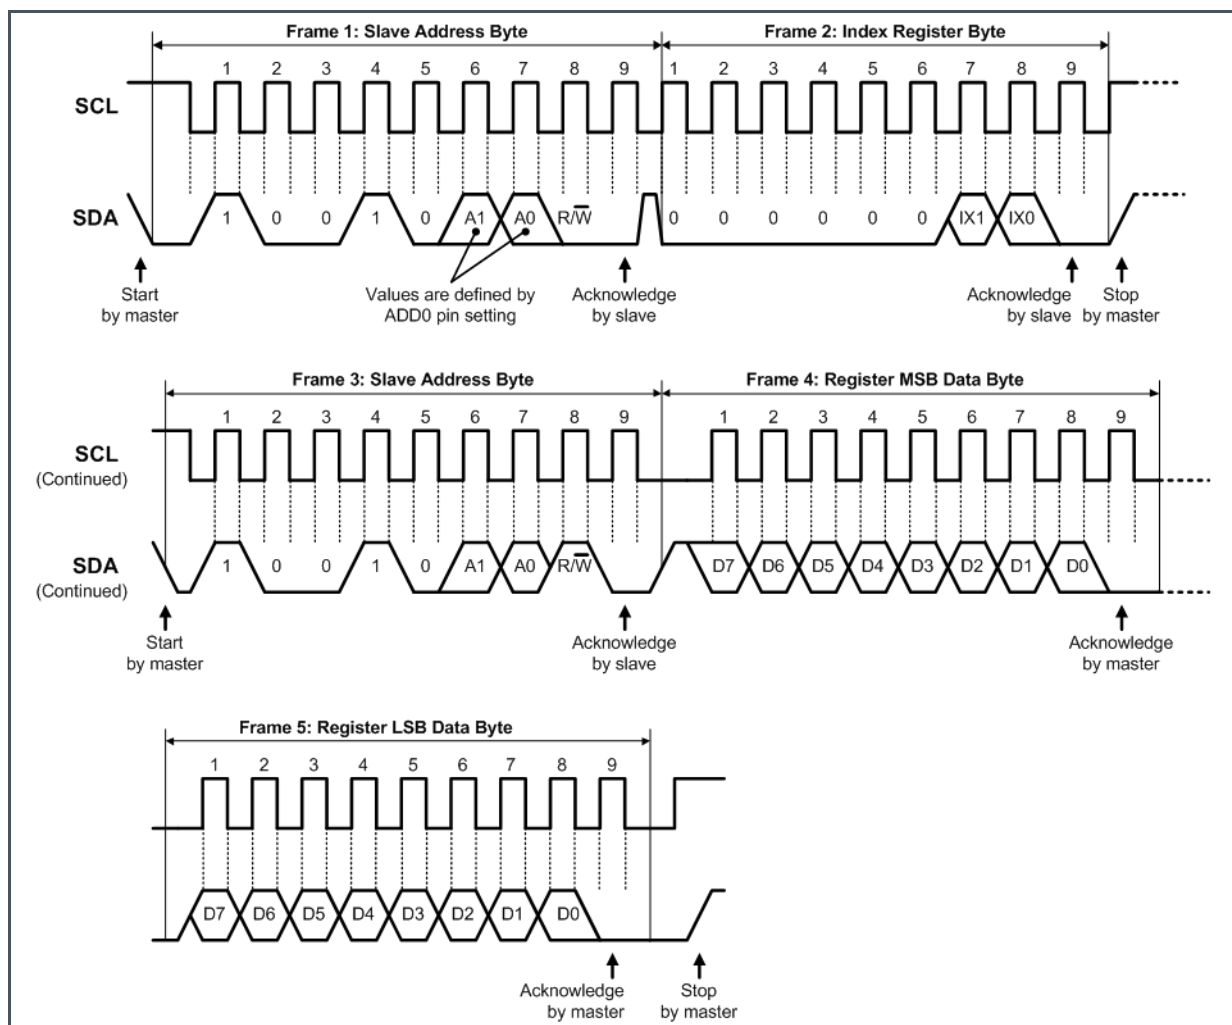 Frame 1: Slave Address Byte Frame 2: Index Register Byte
1 2 3 4 5 6 7 8 9 1 2 3 4 5 6 7 8 9
SCL
SDA 1 0 0 1 0 A1 A0 R/W̅ 0 0 0 0 0 0 IX1 IX0
Start by master
Values are defined by ADD0 pin setting
Acknowledge by slave
Acknowledge by slave
Stop by master
Frame 3: Slave Address Byte Frame 4: Register MSB Data Byte
1 2 3 4 5 6 7 8 9 1 2 3 4 5 6 7 8 9
SCL
(Continued)
SDA 1 0 0 1 0 A1 A0 R/W̅ D7 D6 D5 D4 D3 D2 D1 D0
(Continued)
Start by master
Acknowledge by slave
Acknowledge by master
Frame 5: Register LSB Data Byte
1 2 3 4 5 6 7 8 9
D7 D6 D5 D4 D3 D2 D1 D0
Acknowledge by master
Stop by master